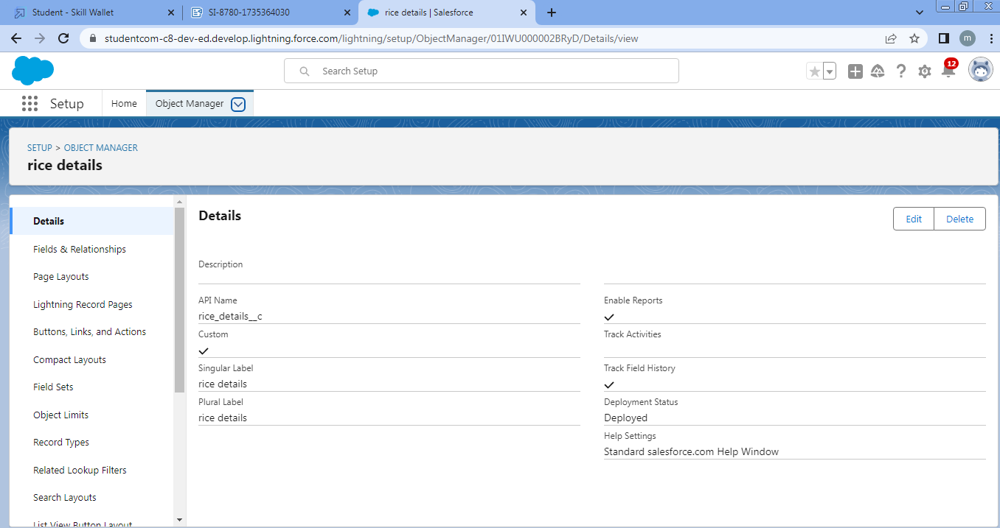 Student - Skill Wallet
SI-8780-1735364030
rice details | Salesforce
studentcom-c8-dev-ed.develop.lightning.force.com/lightning/setup/ObjectManager/01IWU000002BRyD/Details/view
m
Search Setup
12
Setup
Home
Object Manager
SETUP > OBJECT MANAGER
rice details
Details
Fields & Relationships
Page Layouts
Lightning Record Pages
Buttons, Links, and Actions
Compact Layouts
Field Sets
Object Limits
Record Types
Related Lookup Filters
Search Layouts
List View Button Layout
Details
Edit
Delete
Description
API Name
rice_details__c
Custom
Singular Label
rice details
Plural Label
rice details
Enable Reports
Track Activities
Track Field History
Deployment Status
Deployed
Help Settings
Standard salesforce.com Help Window